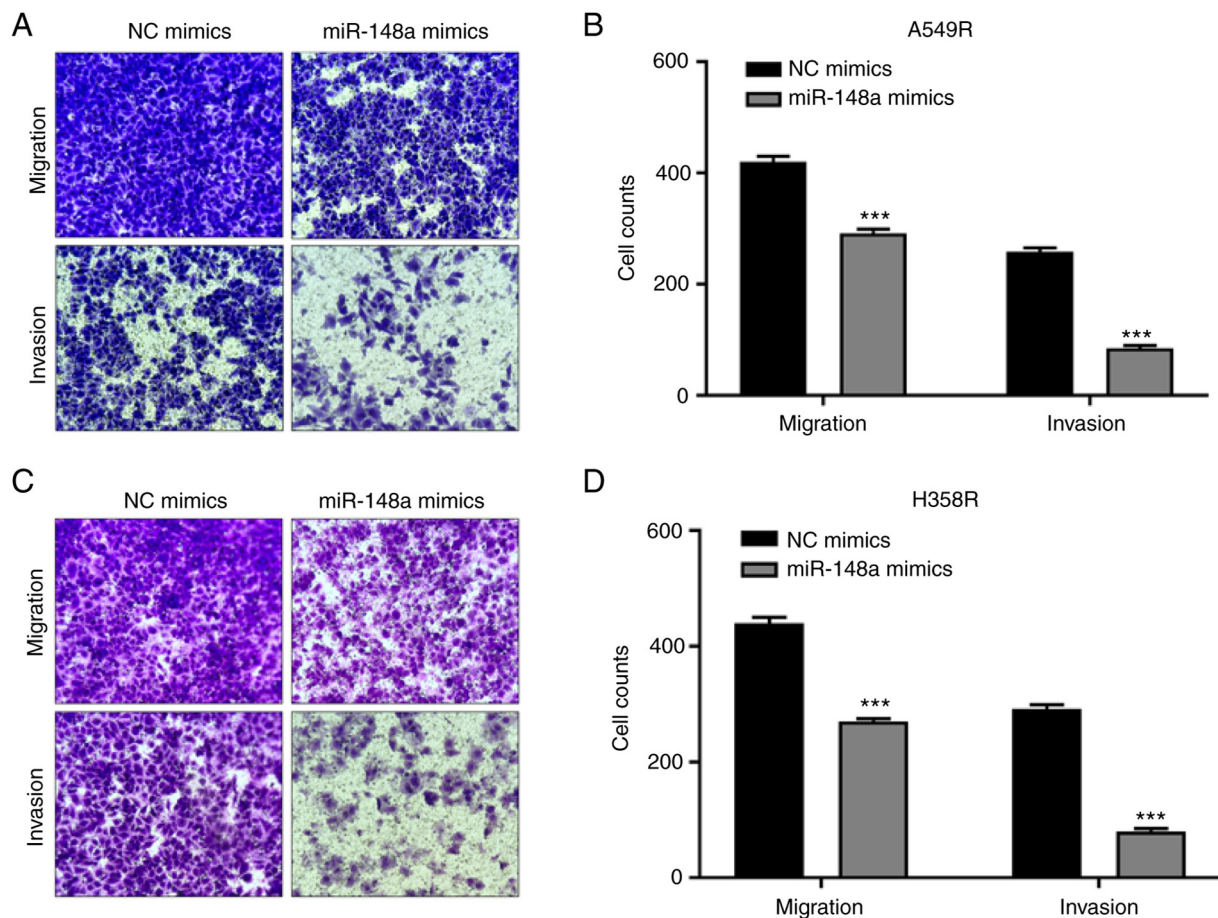 A
NC mimics
miR-148a mimics
Migration
Invasion
B
A549R
NC mimics
miR-148a mimics
Cell counts
600
400
200
0
***
***
Migration
Invasion
C
NC mimics
miR-148a mimics
Migration
Invasion
D
H358R
NC mimics
miR-148a mimics
Cell counts
600
400
200
0
***
***
Migration
Invasion